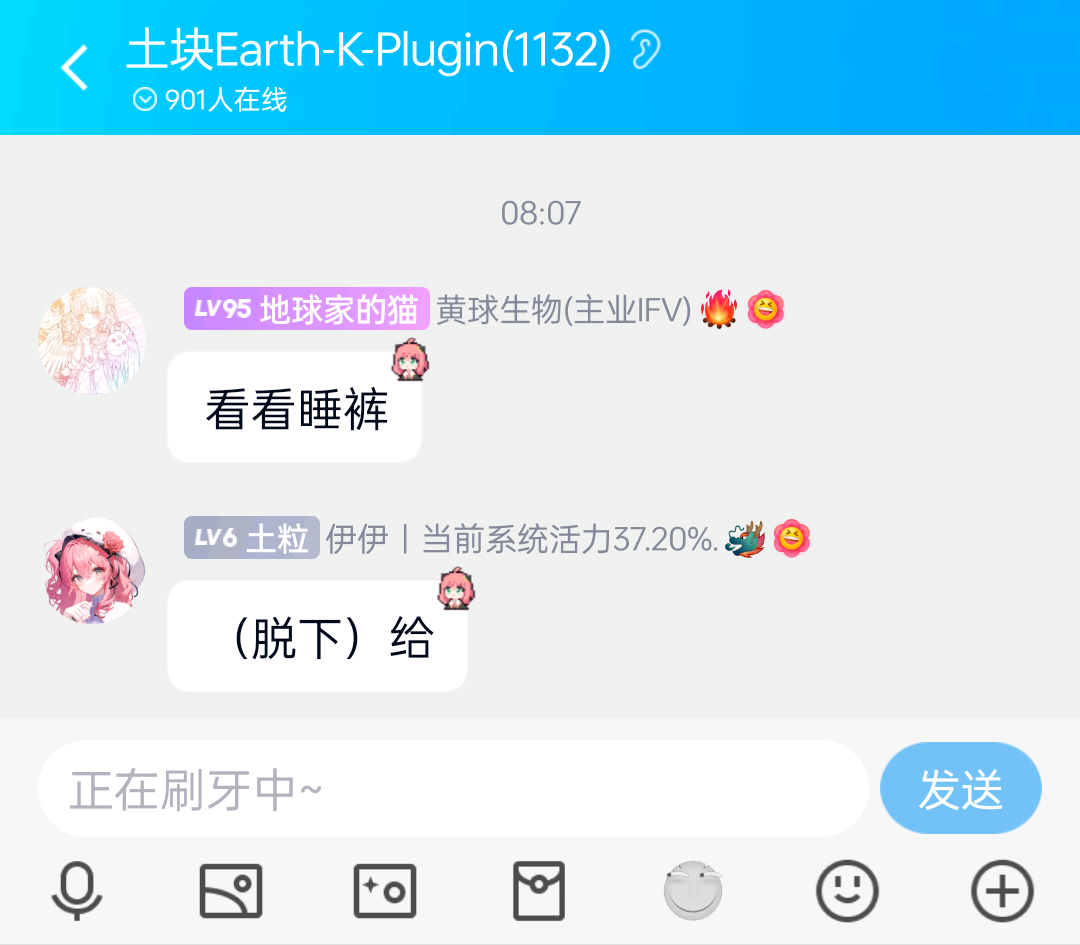 土块Earth-K-Plugin(1132)
901人在线
08:07
LV95 地球家的猫 黄球生物(主业IFV)
看看睡裤
LV6 土粒 伊伊丨当前系统活力37.20%.
（脱下）给
正在刷牙中~
发送